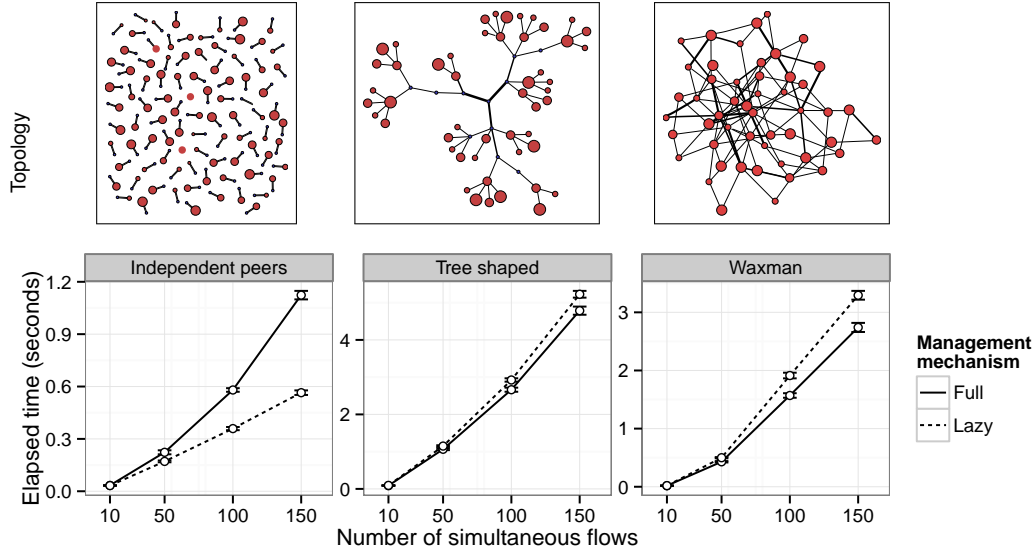 Topology
Independent peers
Tree shaped
Waxman
Elapsed time (seconds)
1.2
0.9
0.6
0.3
0.0
4
2
0
3
2
1
0
10 50 100 150
10 50 100 150
10 50 100 150
Number of simultaneous flows
Management
mechanism
Full
Lazy